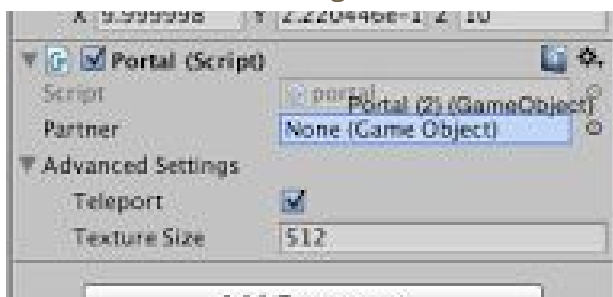 X 9.999998 Y 2.220446e-1 Z 10
Portal (Script)
Script portal
Portal (2) (GameObject)
Partner None (Game Object)
Advanced Settings
Teleport
Texture Size 512